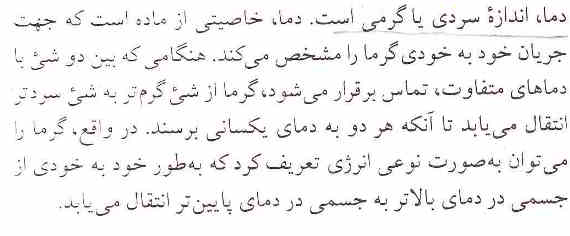 دما، اندازهٔ سردی یا گرمی است. دما، خاصیتی از ماده است که جهت
جریان خود به خودی گرما را مشخص می‌کند. هنگامی که بین دو شئ با
دماهای متفاوت، تماس برقرار می‌شود، گرما از شئ گرم‌تر به شئ سردتر
انتقال می‌یابد تا آنکه هر دو به دمای یکسانی برسند. در واقع، گرما را
می‌توان به‌صورت نوعی انرژی تعریف کرد که به‌طور خود به خودی از
جسمی در دمای بالاتر به جسمی در دمای پایین‌تر انتقال می‌یابد.